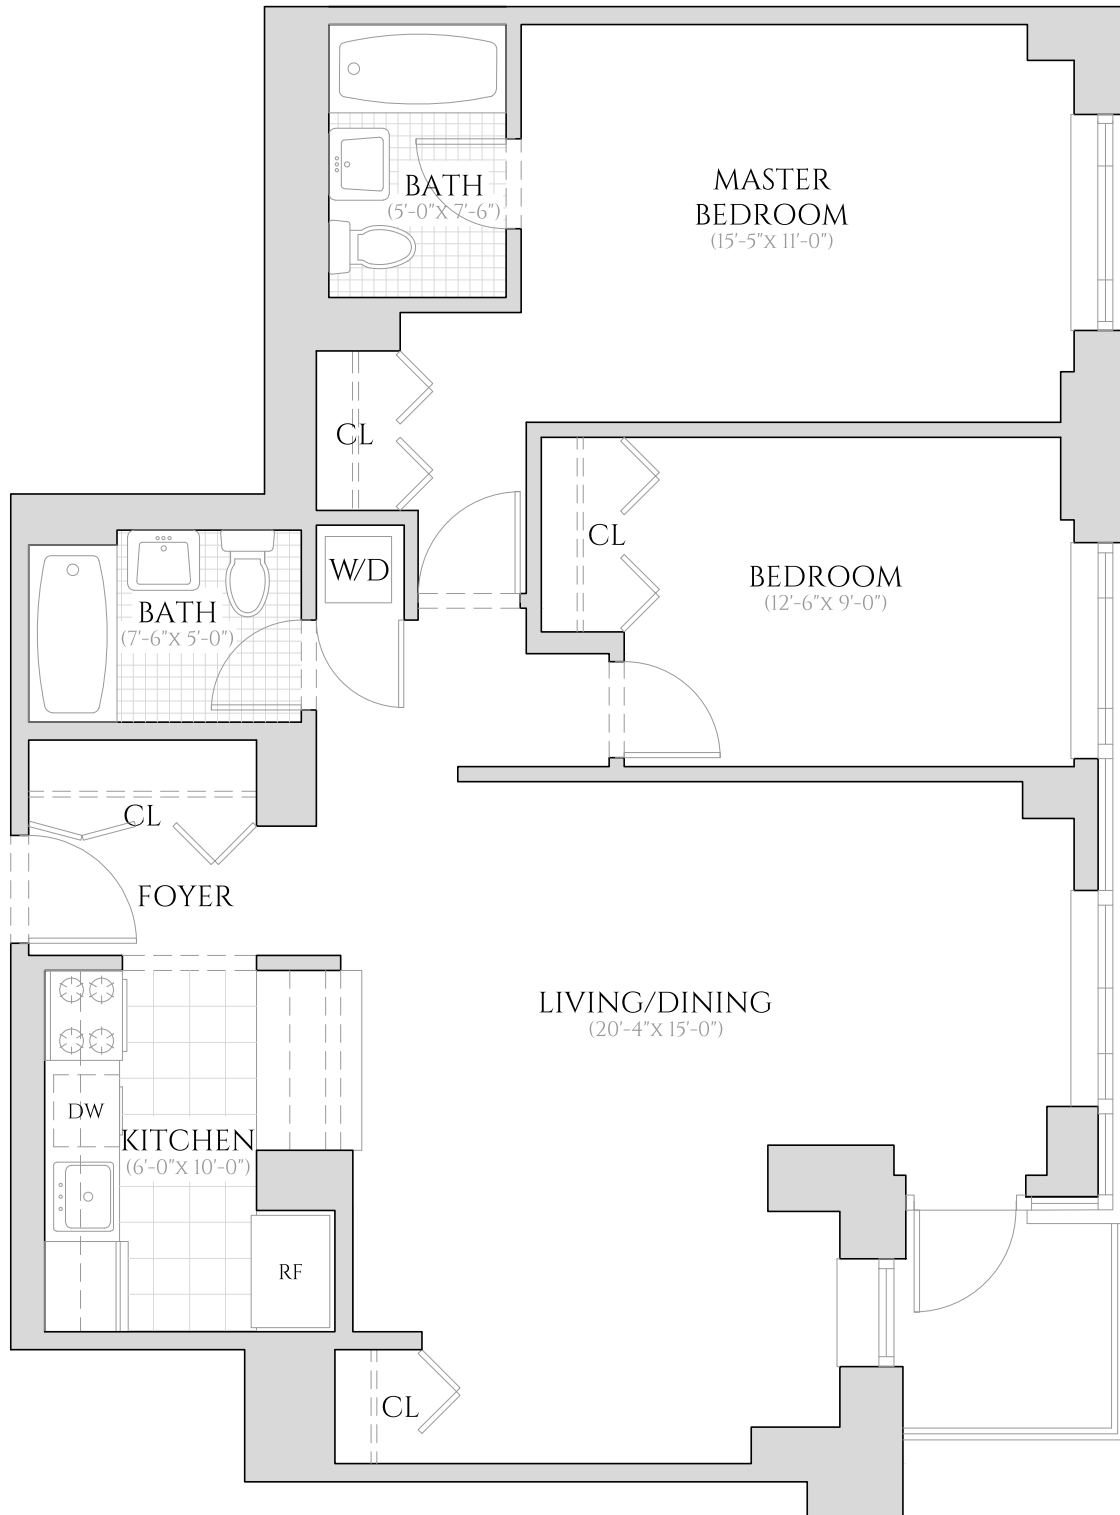 BATH
(5'-0"X 7'-6")
MASTER
BEDROOM
(15'-5"X 11'-0")
CL
CL
W/D
BEDROOM
(12'-6"X 9'-0")
BATH
(7'-6"X 5'-0")
CL
FOYER
LIVING/DINING
(20'-4"X 15'-0")
DW
KITCHEN
(6'-0"X 10'-0")
RF
CL